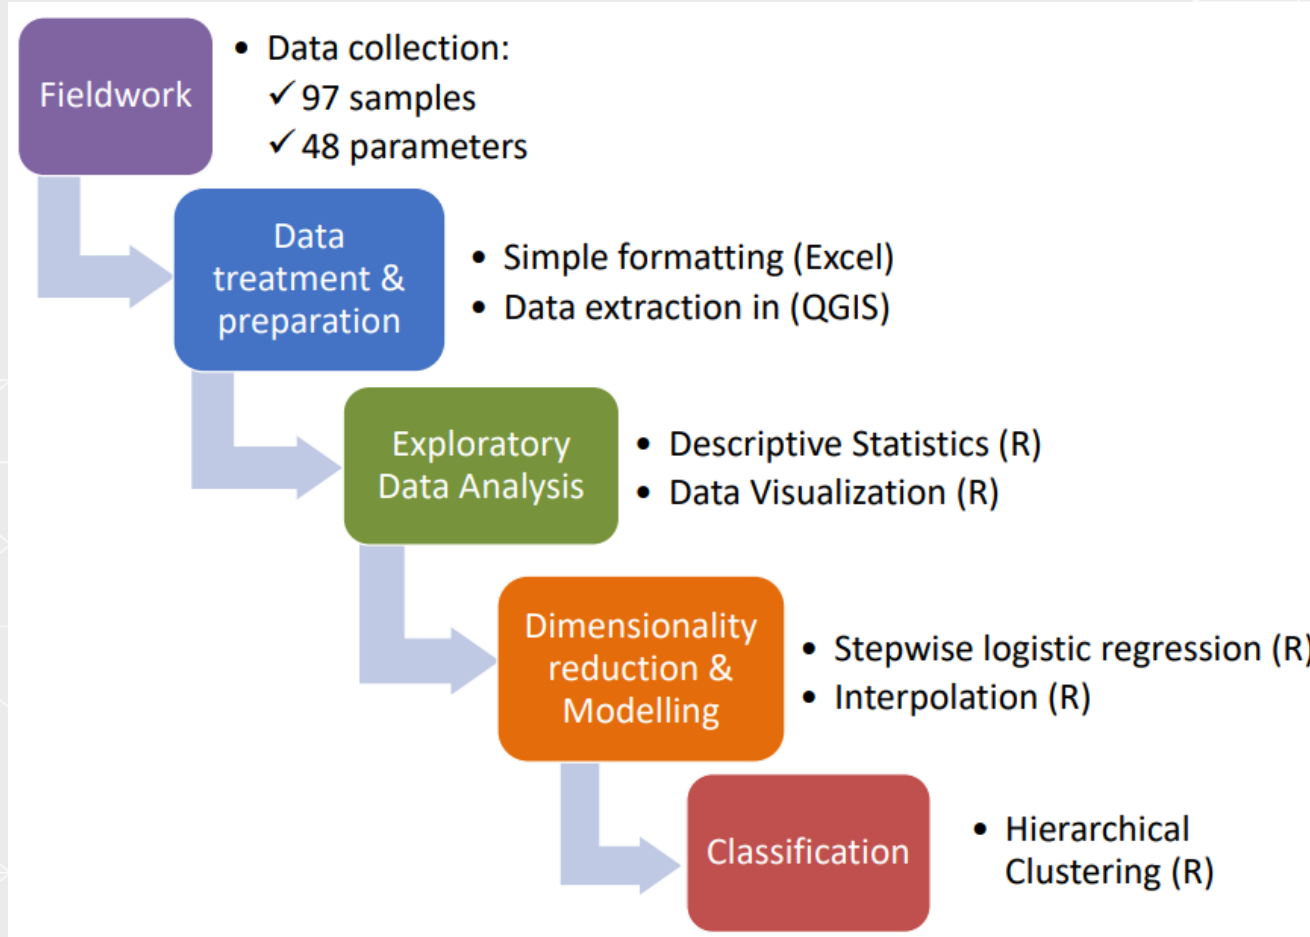 Fieldwork
• Data collection:
✓ 97 samples
✓ 48 parameters
Data
treatment &
preparation
• Simple formatting (Excel)
• Data extraction in (QGIS)
Exploratory
Data Analysis
• Descriptive Statistics (R)
• Data Visualization (R)
Dimensionality
reduction &
Modelling
• Stepwise logistic regression (R)
• Interpolation (R)
Classification
• Hierarchical
Clustering (R)